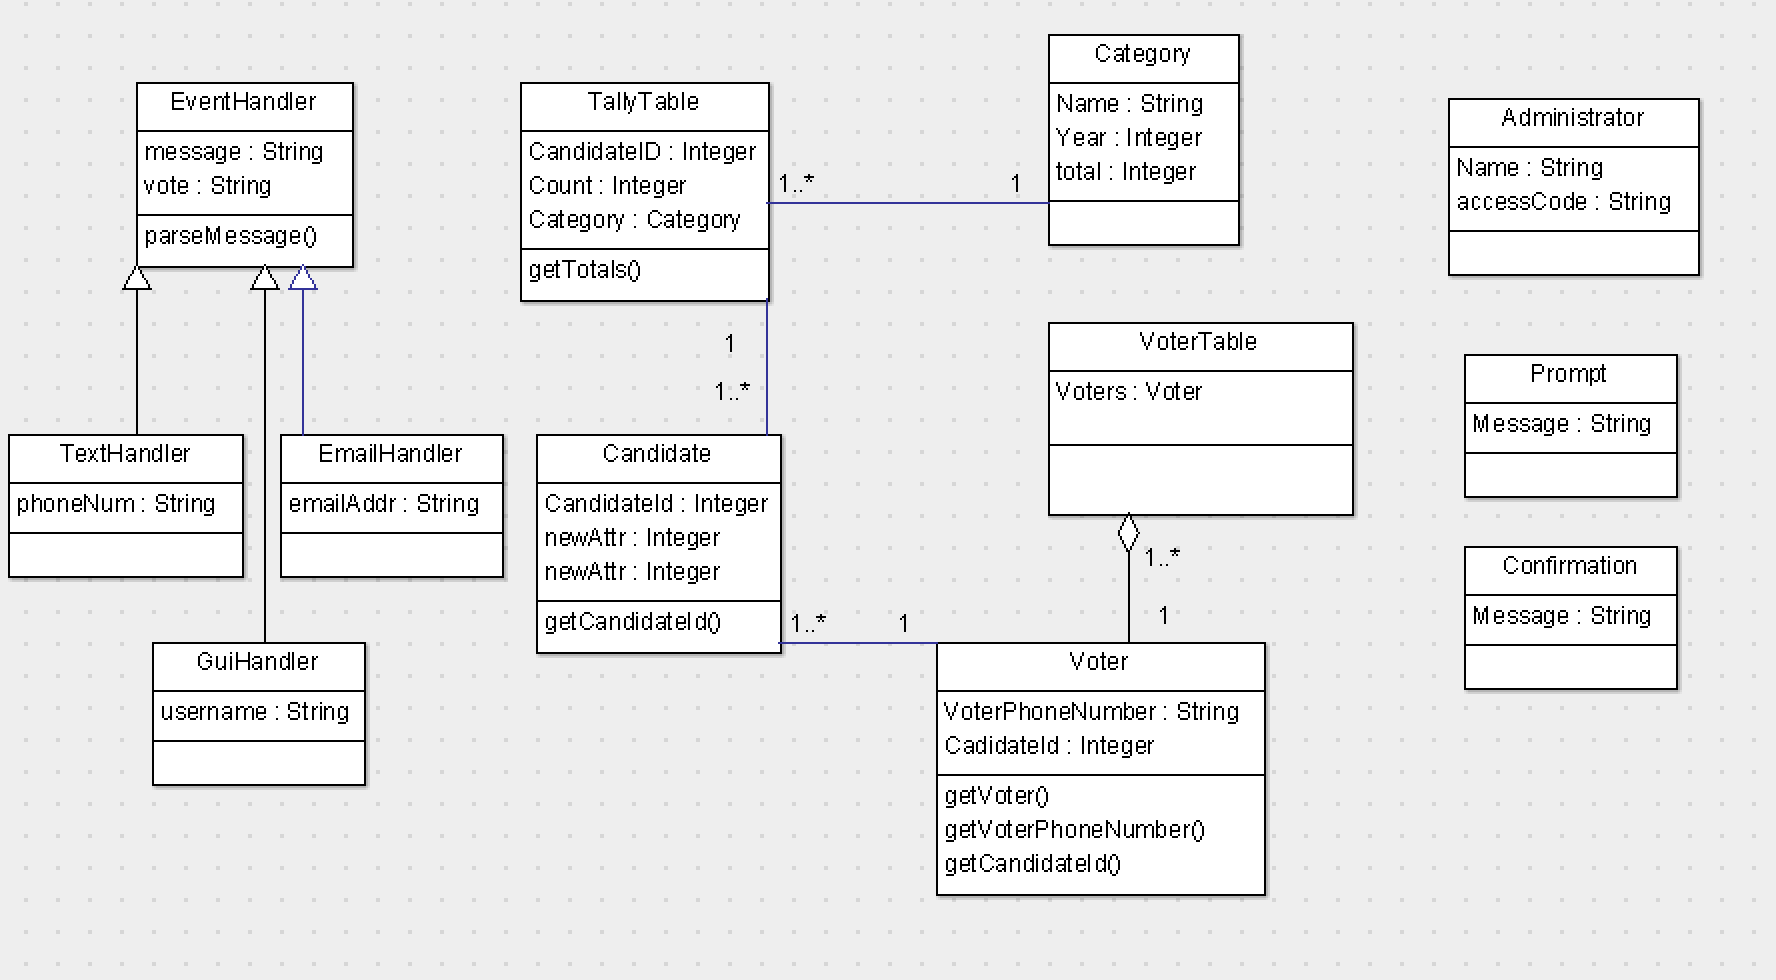 EventHandler
message : String
vote : String
parseMessage()
TallyTable
CandidateID : Integer
Count : Integer
Category : Category
getTotals()
1..*
1
Category
Name : String
Year : Integer
total : Integer
Administrator
Name : String
accessCode : String
1
1..*
VoterTable
Voters : Voter
Prompt
Message : String
TextHandler
phoneNum : String
EmailHandler
emailAddr : String
Candidate
CandidateId : Integer
newAttr : Integer
newAttr : Integer
getCandidateId()
1..*
1
1..*
1
Confirmation
Message : String
GuiHandler
username : String
Voter
VoterPhoneNumber : String
CadidateId : Integer
getVoter()
getVoterPhoneNumber()
getCandidateId()